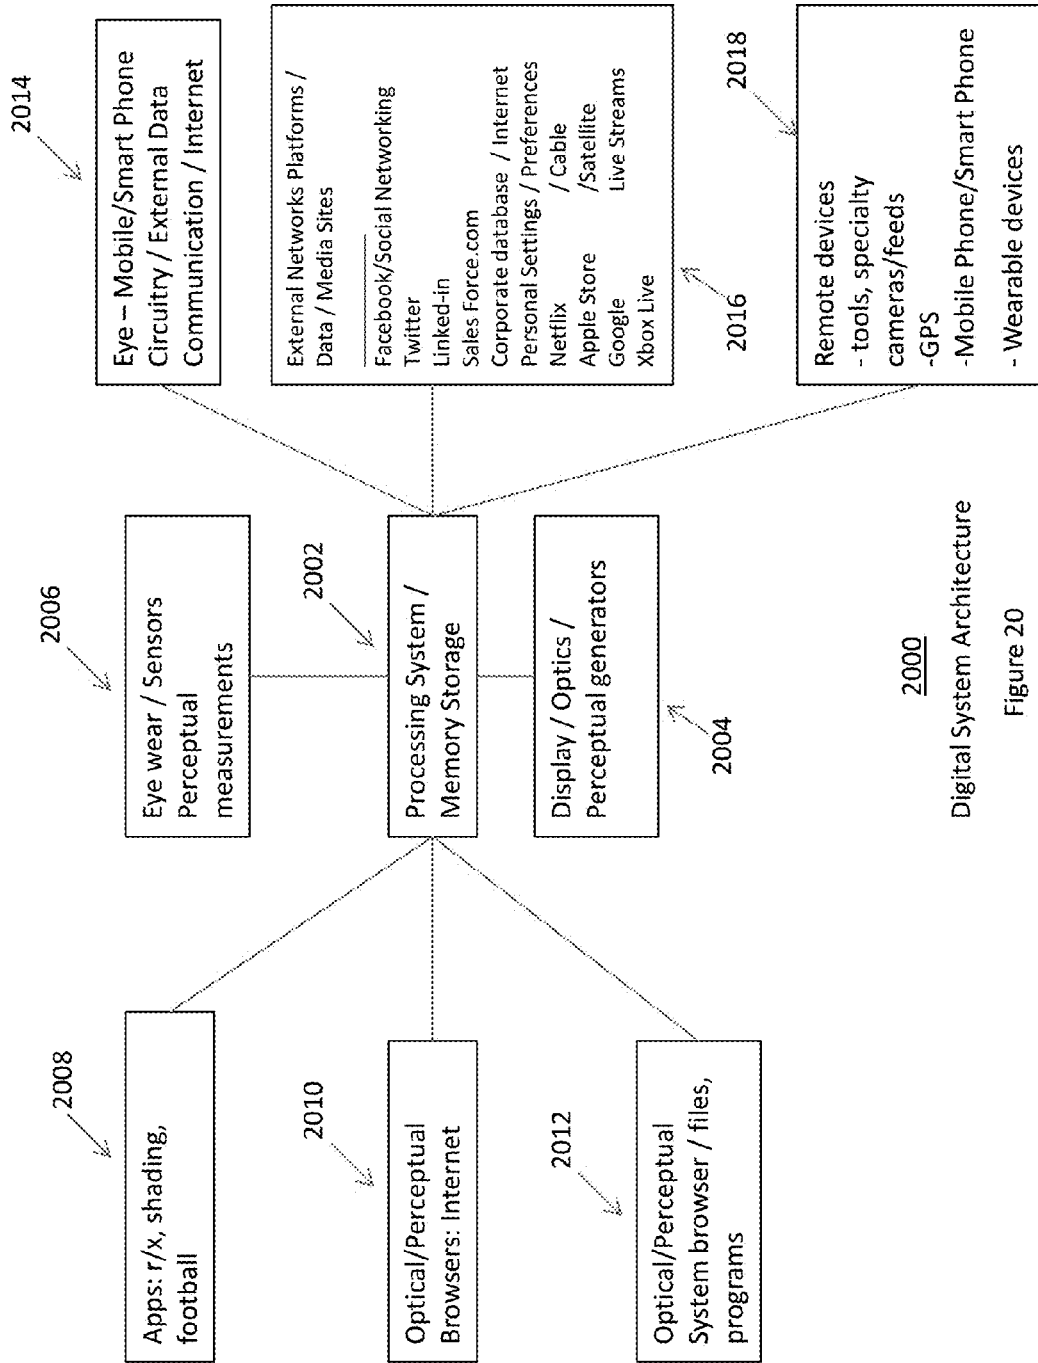 2008
Apps: r/x, shading,
football
2010
Optical/Perceptual
Browsers: Internet
2012
Optical/Perceptual
System browser / files,
programs
2006
Eye wear / Sensors
Perceptual
measurements
2002
Processing System /
Memory Storage
Display / Optics /
Perceptual generators
2004
2014
Eye – Mobile/Smart Phone
Circuitry / External Data
Communication / Internet
External Networks Platforms /
Data / Media Sites
Facebook/Social Networking
Twitter
Linked-in
Sales Force.com
Corporate database / Internet
Personal Settings / Preferences
Netflix / Cable
Apple Store /Satellite
Google Live Streams
Xbox Live
2016
2018
Remote devices
- tools, specialty
cameras/feeds
-GPS
-Mobile Phone/Smart Phone
- Wearable devices
2000
Digital System Architecture
Figure 20